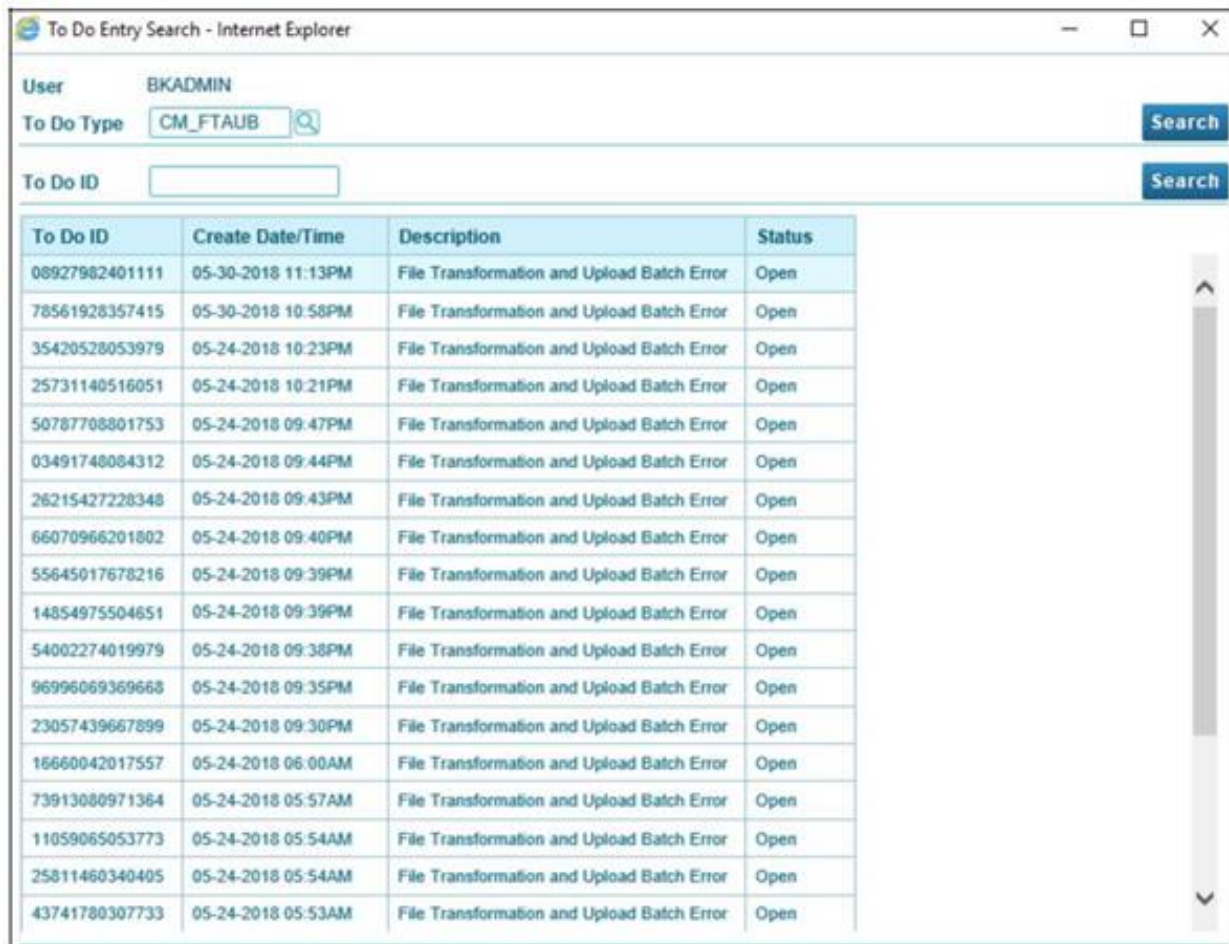 To Do Entry Search - Internet Explorer
User BKADMIN
To Do Type CM_FTAUB Search
To Do ID Search
To Do ID Create Date/Time Description Status
08927982401111 05-30-2018 11:13PM File Transformation and Upload Batch Error Open
78561928357415 05-30-2018 10:58PM File Transformation and Upload Batch Error Open
35420528053979 05-24-2018 10:23PM File Transformation and Upload Batch Error Open
25731140516051 05-24-2018 10:21PM File Transformation and Upload Batch Error Open
50787708801753 05-24-2018 09:47PM File Transformation and Upload Batch Error Open
03491748084312 05-24-2018 09:44PM File Transformation and Upload Batch Error Open
26215427228348 05-24-2018 09:43PM File Transformation and Upload Batch Error Open
66070966201802 05-24-2018 09:40PM File Transformation and Upload Batch Error Open
55645017678216 05-24-2018 09:39PM File Transformation and Upload Batch Error Open
14854975504651 05-24-2018 09:39PM File Transformation and Upload Batch Error Open
54002274019979 05-24-2018 09:38PM File Transformation and Upload Batch Error Open
96996069369668 05-24-2018 09:35PM File Transformation and Upload Batch Error Open
23057439667899 05-24-2018 09:30PM File Transformation and Upload Batch Error Open
16660042017557 05-24-2018 06:00AM File Transformation and Upload Batch Error Open
73913080971364 05-24-2018 05:57AM File Transformation and Upload Batch Error Open
11059065053773 05-24-2018 05:54AM File Transformation and Upload Batch Error Open
25811460340405 05-24-2018 05:54AM File Transformation and Upload Batch Error Open
43741780307733 05-24-2018 05:53AM File Transformation and Upload Batch Error Open